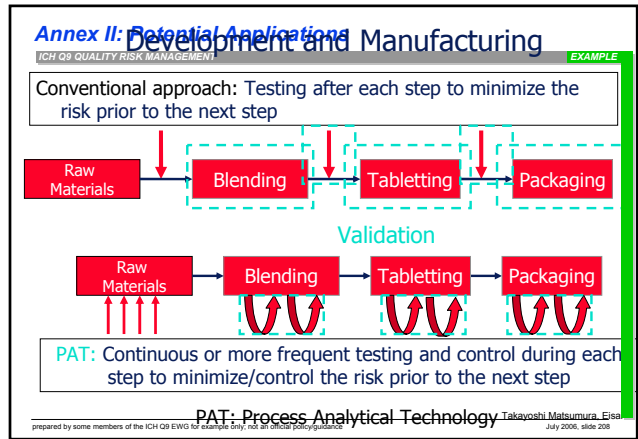 Annex II: Potential Applications
Development and Manufacturing
ICH Q9 QUALITY RISK MANAGEMENT
EXAMPLE
Conventional approach: Testing after each step to minimize the
risk prior to the next step
Raw
Materials
Blending
Tabletting
Packaging
Validation
Raw
Materials
Blending
Tabletting
Packaging
PAT: Continuous or more frequent testing and control during each
step to minimize/control the risk prior to the next step
PAT: Process Analytical Technology
Takayoshi Matsumura, Eisai
prepared by some members of the ICH Q9 EWG for example only; not an official policy/guidance
July 2006, slide 208